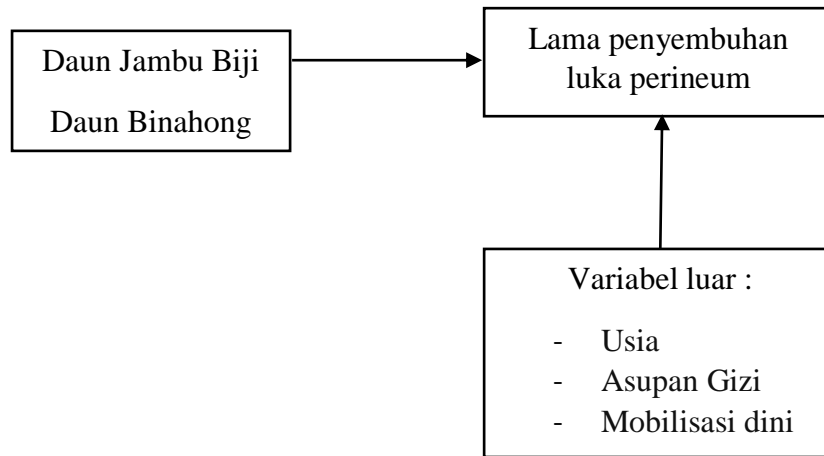 Daun Jambu Biji
Daun Binahong
Lama penyembuhan
luka perineum
Variabel luar :
- Usia
- Asupan Gizi
- Mobilisasi dini